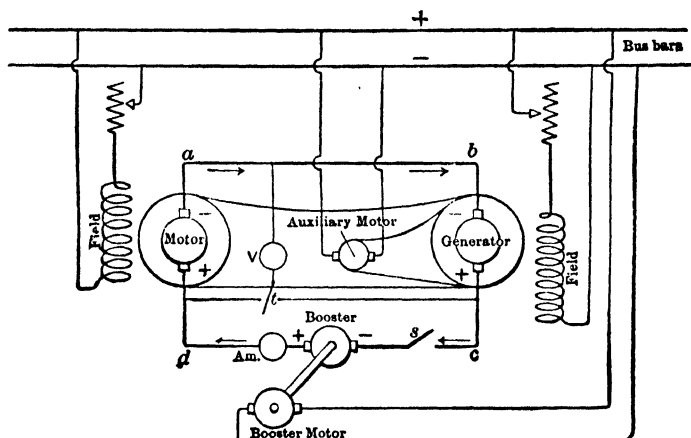 +
−
Bus bars
a
b
Field
Motor
−
+
V
t
Auxiliary Motor
−
Generator
+
Field
d
Am.
+
Booster
−
s
c
Booster Motor